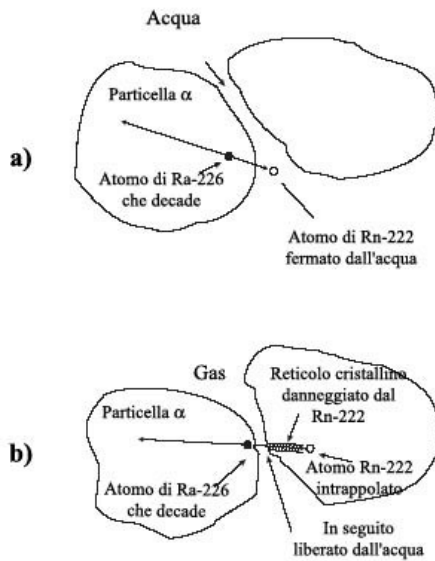 Acqua
Particella α
a)
Atomo di Ra-226
che decade
Atomo di Rn-222
fermato dall'acqua
Gas
Reticolo cristallino
danneggiato dal
Rn-222
Particella α
b)
Atomo Rn-222
intrappolato
Atomo di Ra-226
che decade
In seguito
liberato dall'acqua